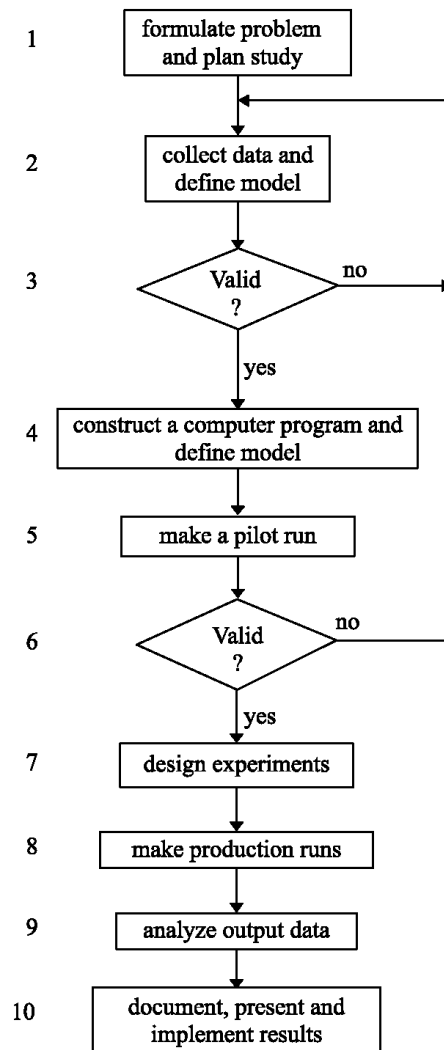 1
formulate problem
and plan study
2
collect data and
define model
3
Valid
?
no
yes
4
construct a computer program and
define model
5
make a pilot run
6
Valid
?
no
yes
7
design experiments
8
make production runs
9
analyze output data
10
document, present and
implement results